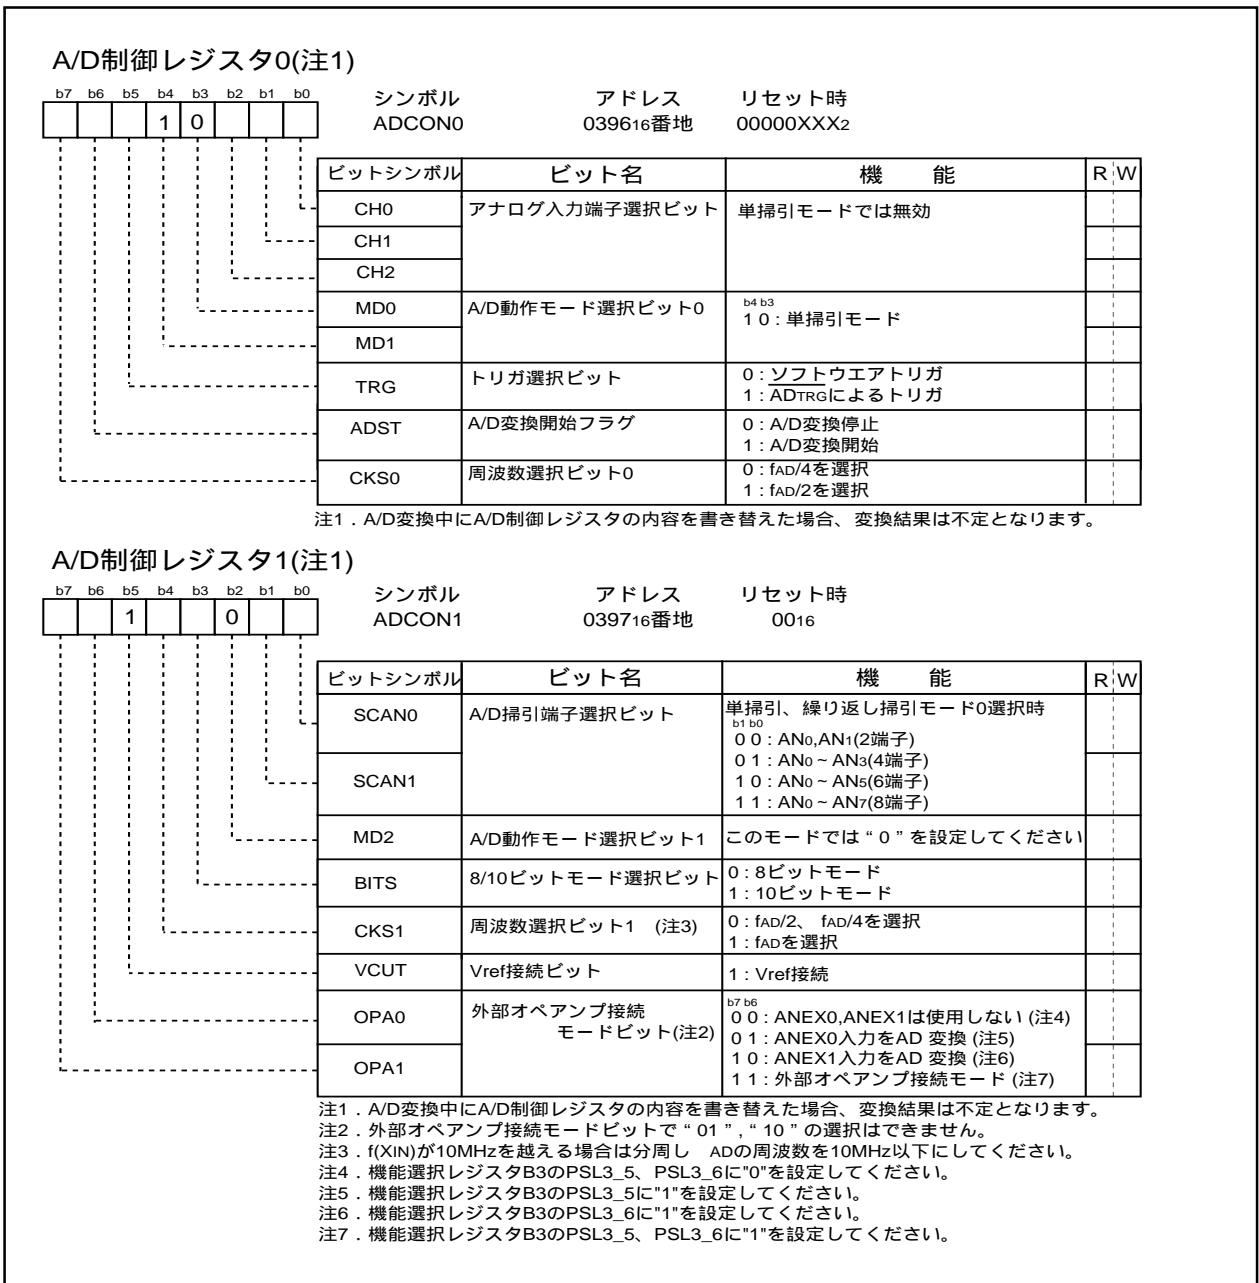 A/D制御レジスタ0(注1)
b7 b6 b5 b4 b3 b2 b1 b0
1 0
シンボル アドレス リセット時
ADCON0 039616番地 00000XXX2
ビットシンボル ビット名 機 能 R W
CH0 アナログ入力端子選択ビット 単掃引モードでは無効
CH1
CH2
MD0 A/D動作モード選択ビット0 b4 b3
1 0 : 単掃引モード
MD1
TRG トリガ選択ビット 0 : ソフトウエアトリガ
1 : ADTRGによるトリガ
ADST A/D変換開始フラグ 0 : A/D変換停止
1 : A/D変換開始
CKS0 周波数選択ビット0 0 : fAD/4を選択
1 : fAD/2を選択
注1．A/D変換中にA/D制御レジスタの内容を書き替えた場合、変換結果は不定となります。
A/D制御レジスタ1(注1)
b7 b6 b5 b4 b3 b2 b1 b0
1 0
シンボル アドレス リセット時
ADCON1 039716番地 0016
ビットシンボル ビット名 機 能 R W
SCAN0 A/D掃引端子選択ビット 単掃引、繰り返し掃引モード0選択時
b1 b0
0 0 : AN0,AN1(2端子)
0 1 : AN0 ~ AN3(4端子)
SCAN1 1 0 : AN0 ~ AN5(6端子)
1 1 : AN0 ~ AN7(8端子)
MD2 A/D動作モード選択ビット1 このモードでは “ 0 ” を設定してください
BITS 8/10ビットモード選択ビット 0 : 8ビットモード
1 : 10ビットモード
CKS1 周波数選択ビット1 (注3) 0 : fAD/2、 fAD/4を選択
1 : fADを選択
VCUT Vref接続ビット 1 : Vref接続
OPA0 外部オペアンプ接続 b7 b6
モードビット(注2) 0 0 : ANEX0,ANEX1は使用しない (注4)
0 1 : ANEX0入力をAD 変換 (注5)
OPA1 1 0 : ANEX1入力をAD 変換 (注6)
1 1 : 外部オペアンプ接続モード (注7)
注1．A/D変換中にA/D制御レジスタの内容を書き替えた場合、変換結果は不定となります。
注2．外部オペアンプ接続モードビットで “ 01 ” , “ 10 ” の選択はできません。
注3．f(XIN)が10MHzを越える場合は分周し ADの周波数を10MHz以下にしてください。
注4．機能選択レジスタB3のPSL3_5、PSL3_6に"0"を設定してください。
注5．機能選択レジスタB3のPSL3_5に"1"を設定してください。
注6．機能選択レジスタB3のPSL3_6に"1"を設定してください。
注7．機能選択レジスタB3のPSL3_5、PSL3_6に"1"を設定してください。